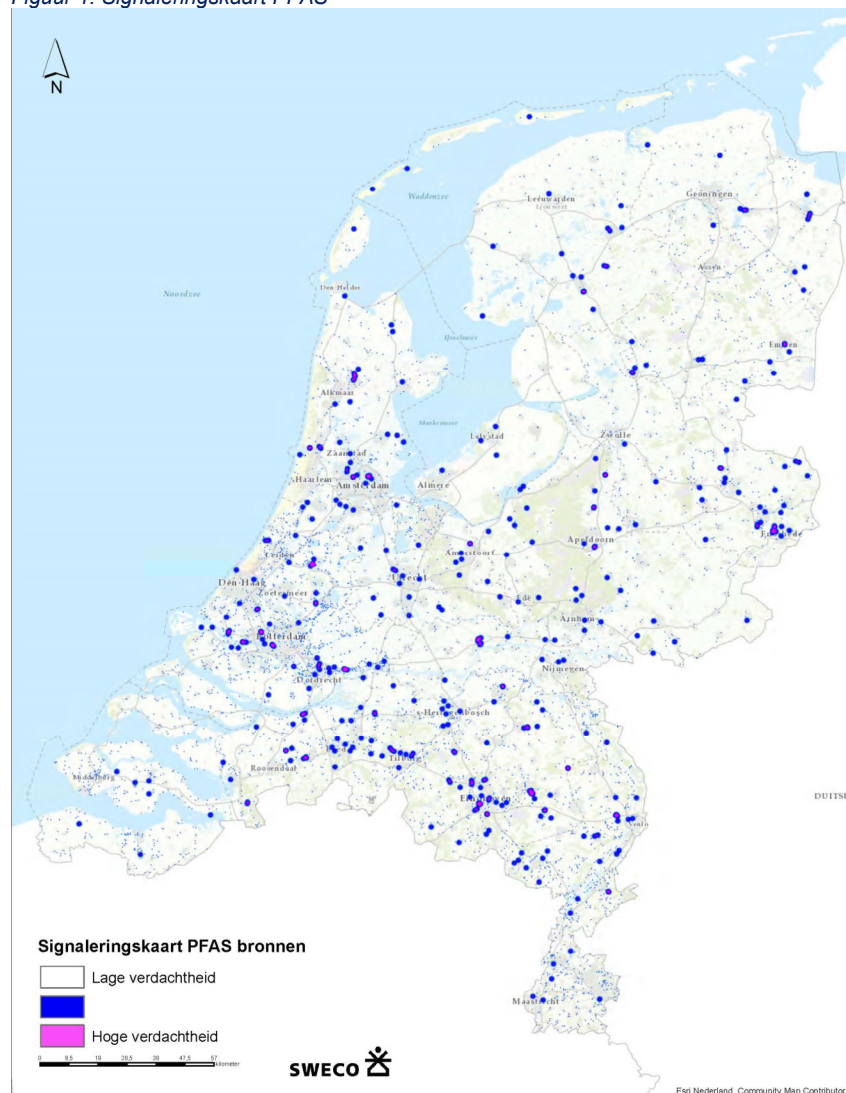 Figuur 1: Signaleringskaart PFAS
N
Waddenzee
Leeuwarden
Groningen
Assen
Noordzee
Den Helder
IJsselmeer
Emmen
Alkmaar
Markermeer
Lelystad
Zwolle
Zaanstad
Haarlem
Amsterdam
Almere
Enschede
Apeldoorn
Amersfoort
Leiden
Utrecht
Den Haag
Zoetermeer
Ede
Arnhem
Rotterdam
Nijmegen
Dordrecht
's-Hertogenbosch
Breda
Tilburg
Roosendaal
Middelburg
Eindhoven
DUITSL
Venlo
Maastricht
Signaleringskaart PFAS bronnen
Lage verdachtheid
Hoge verdachtheid
0 9,5 19 28,5 38 47,5 57
kilometer
SWECO
Esri Nederland, Community Map Contributor